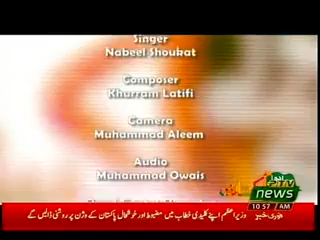 Singer
Nabeel Shoukat
Composer
Khurram Latifi
Camera
Muhammad Aleem
Audio
Muhammad Owais
PTV
news
10:57 AM
وزیراعظم اپنے کلیدی خطاب میں مضبوط اور خوشحال پاکستان کے وژن پر روشنی ڈالیں گے